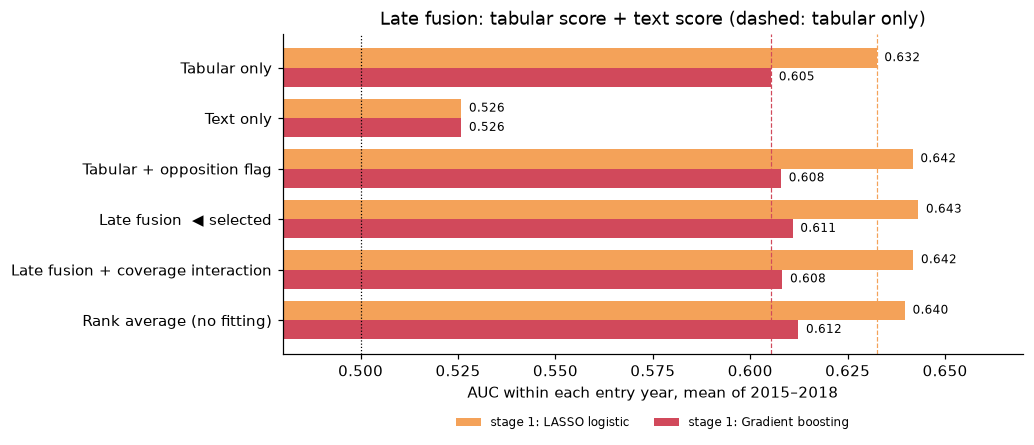 Late fusion: tabular score + text score (dashed: tabular only)
Tabular only
0.632
0.605
Text only
0.526
0.526
Tabular + opposition flag
0.642
0.608
Late fusion ◀ selected
0.643
0.611
Late fusion + coverage interaction
0.642
0.608
Rank average (no fitting)
0.640
0.612
0.500 0.525 0.550 0.575 0.600 0.625 0.650
AUC within each entry year, mean of 2015–2018
stage 1: LASSO logistic stage 1: Gradient boosting